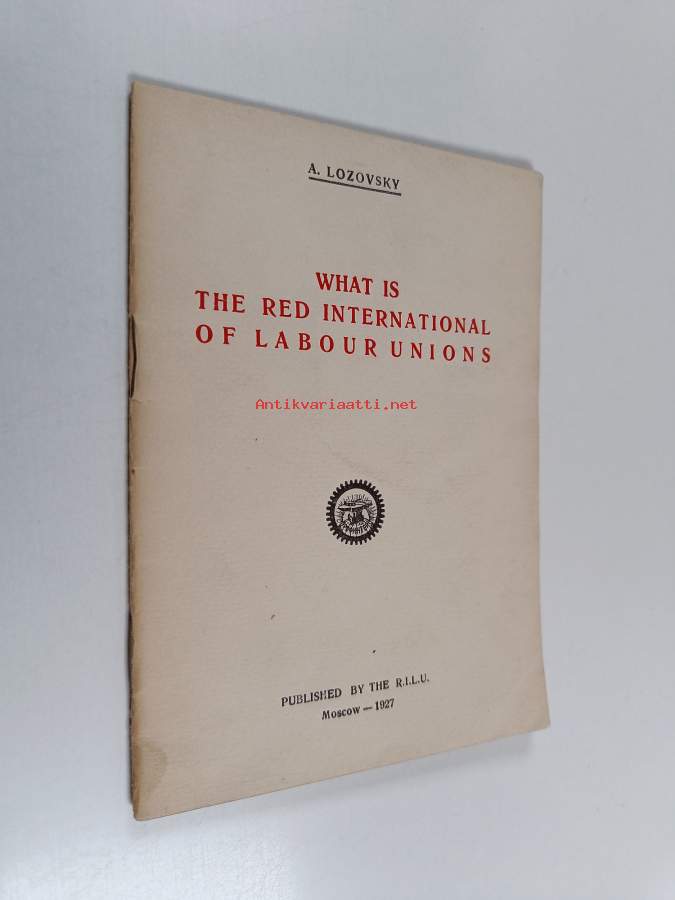 A. LOZOVSKY
WHAT IS
THE RED INTERNATIONAL
OF LABOUR UNIONS
Antikvariaatti.net
PUBLISHED BY THE R.I.L.U.
Moscow — 1927